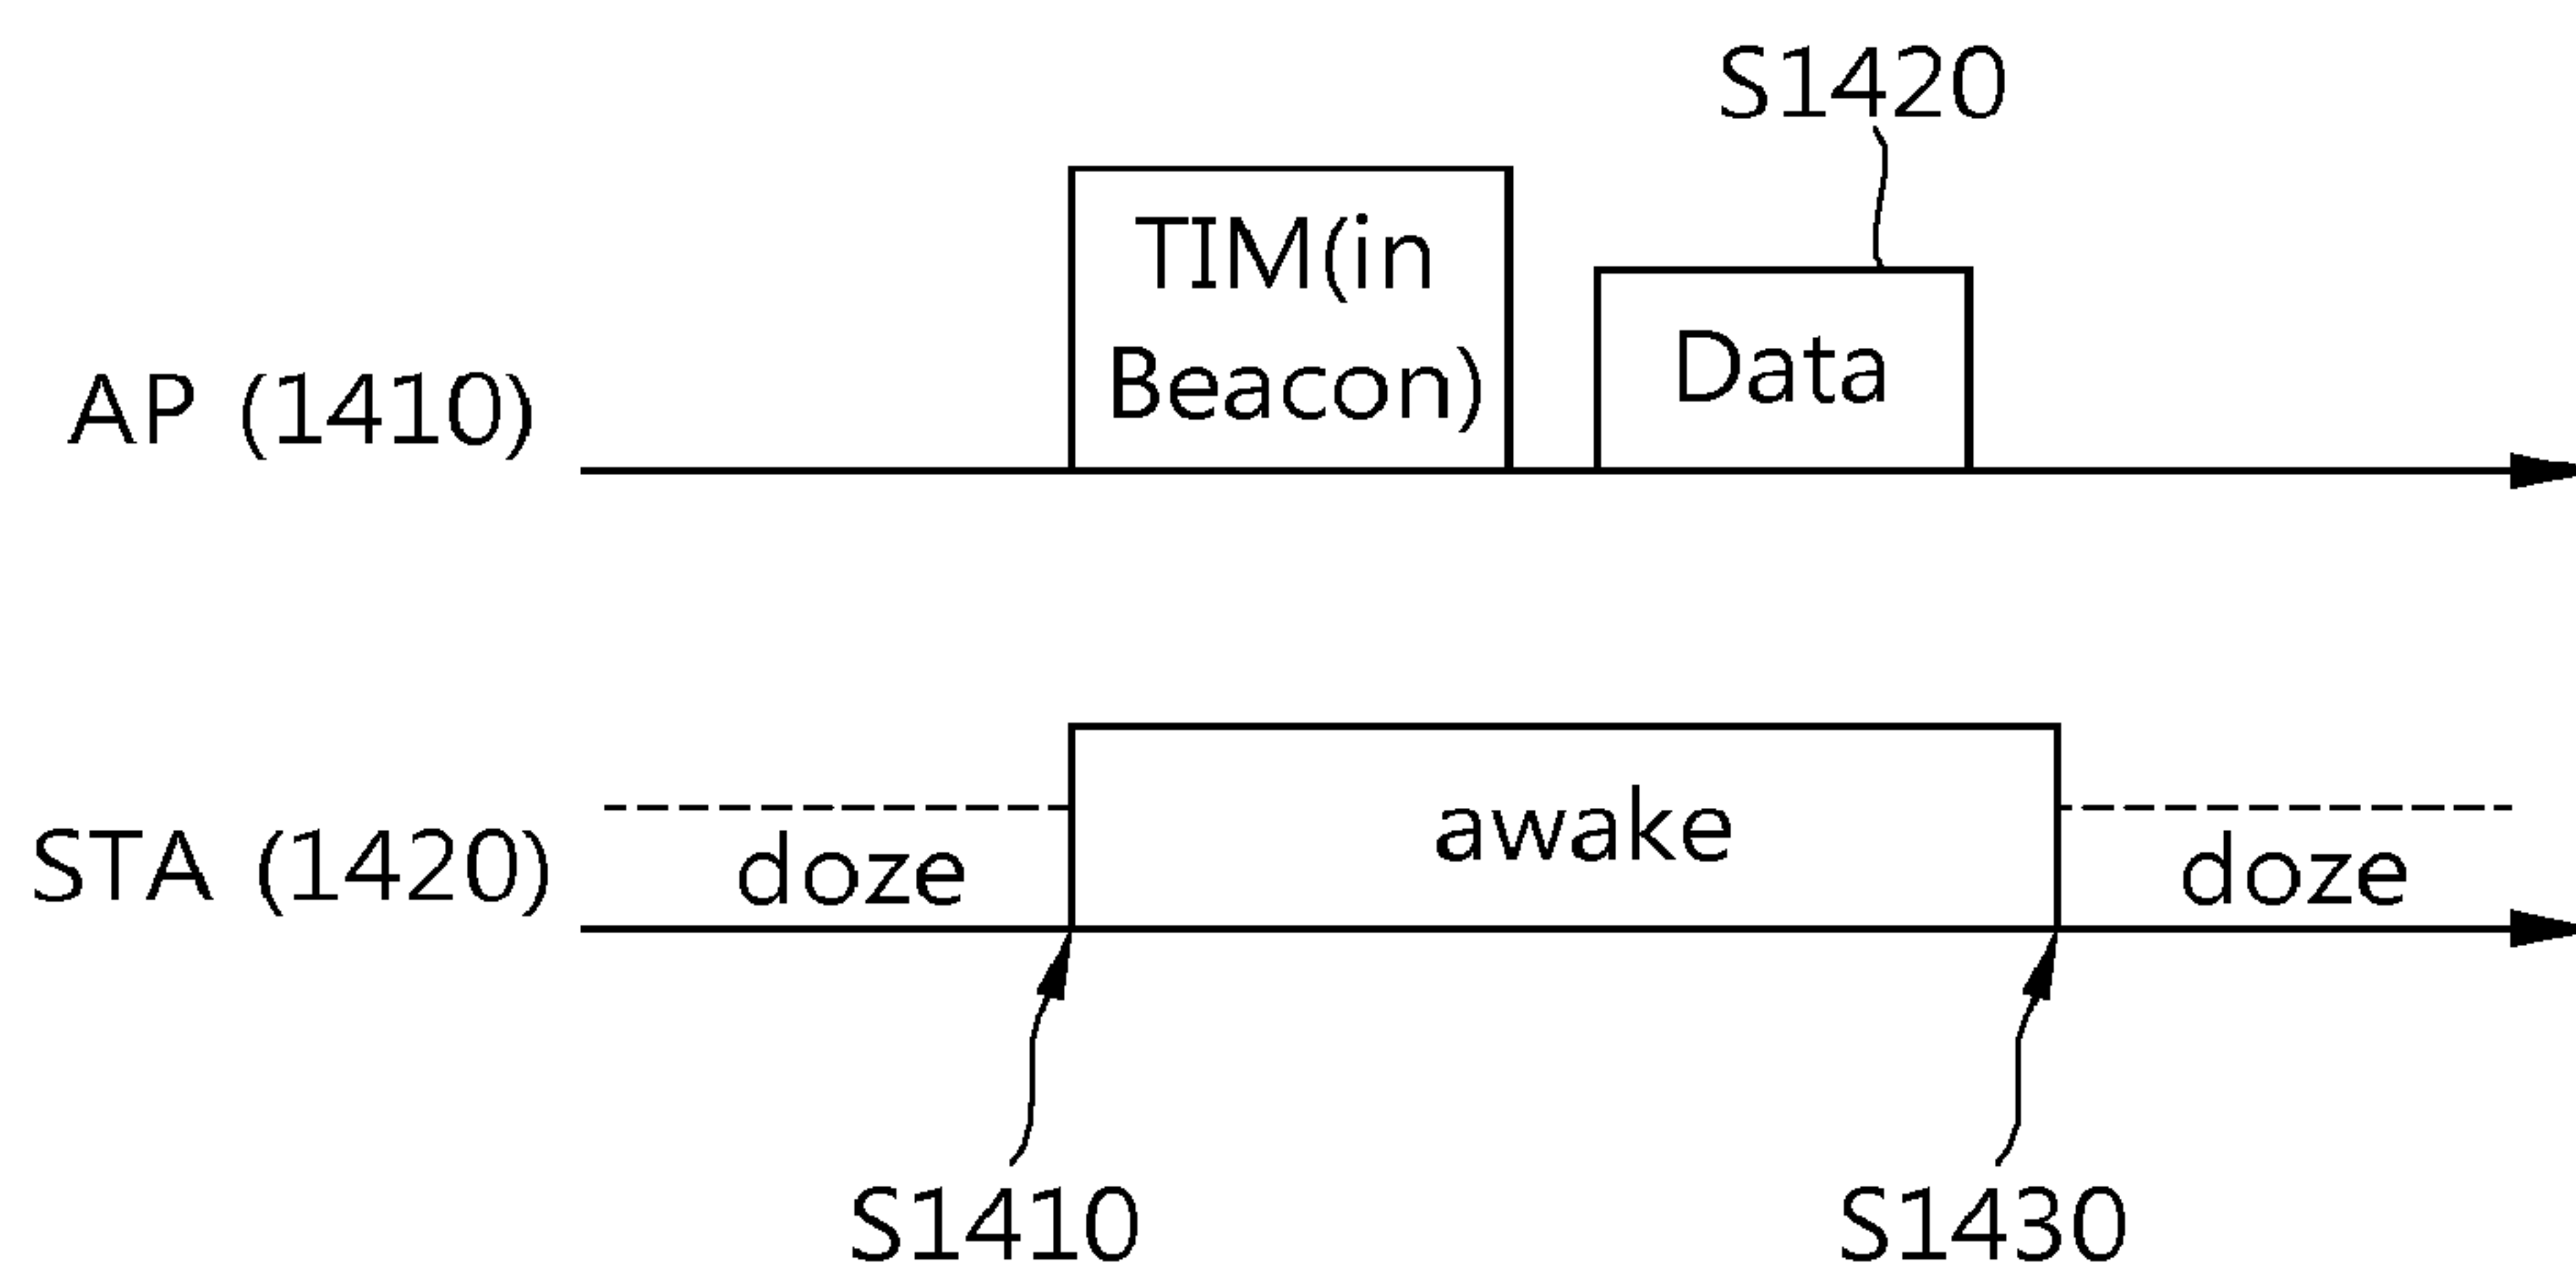 S1420
TIM(in
Beacon)
Data
AP (1410)
awake
STA (1420)
doze
doze
S1410
S1430